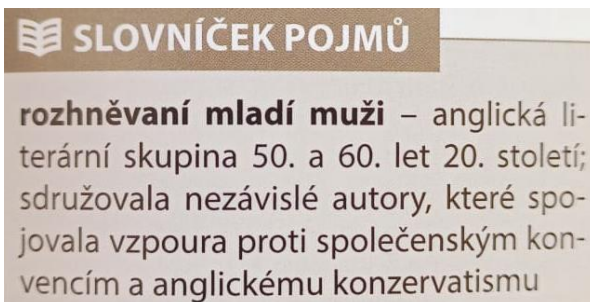 SLOVNÍČEK POJMŮ
rozhněvaní mladí muži – anglická li-
terární skupina 50. a 60. let 20. století;
sdružovala nezávislé autory, které spo-
jovala vzpoura proti společenským kon-
vencím a anglickému konzervatismu